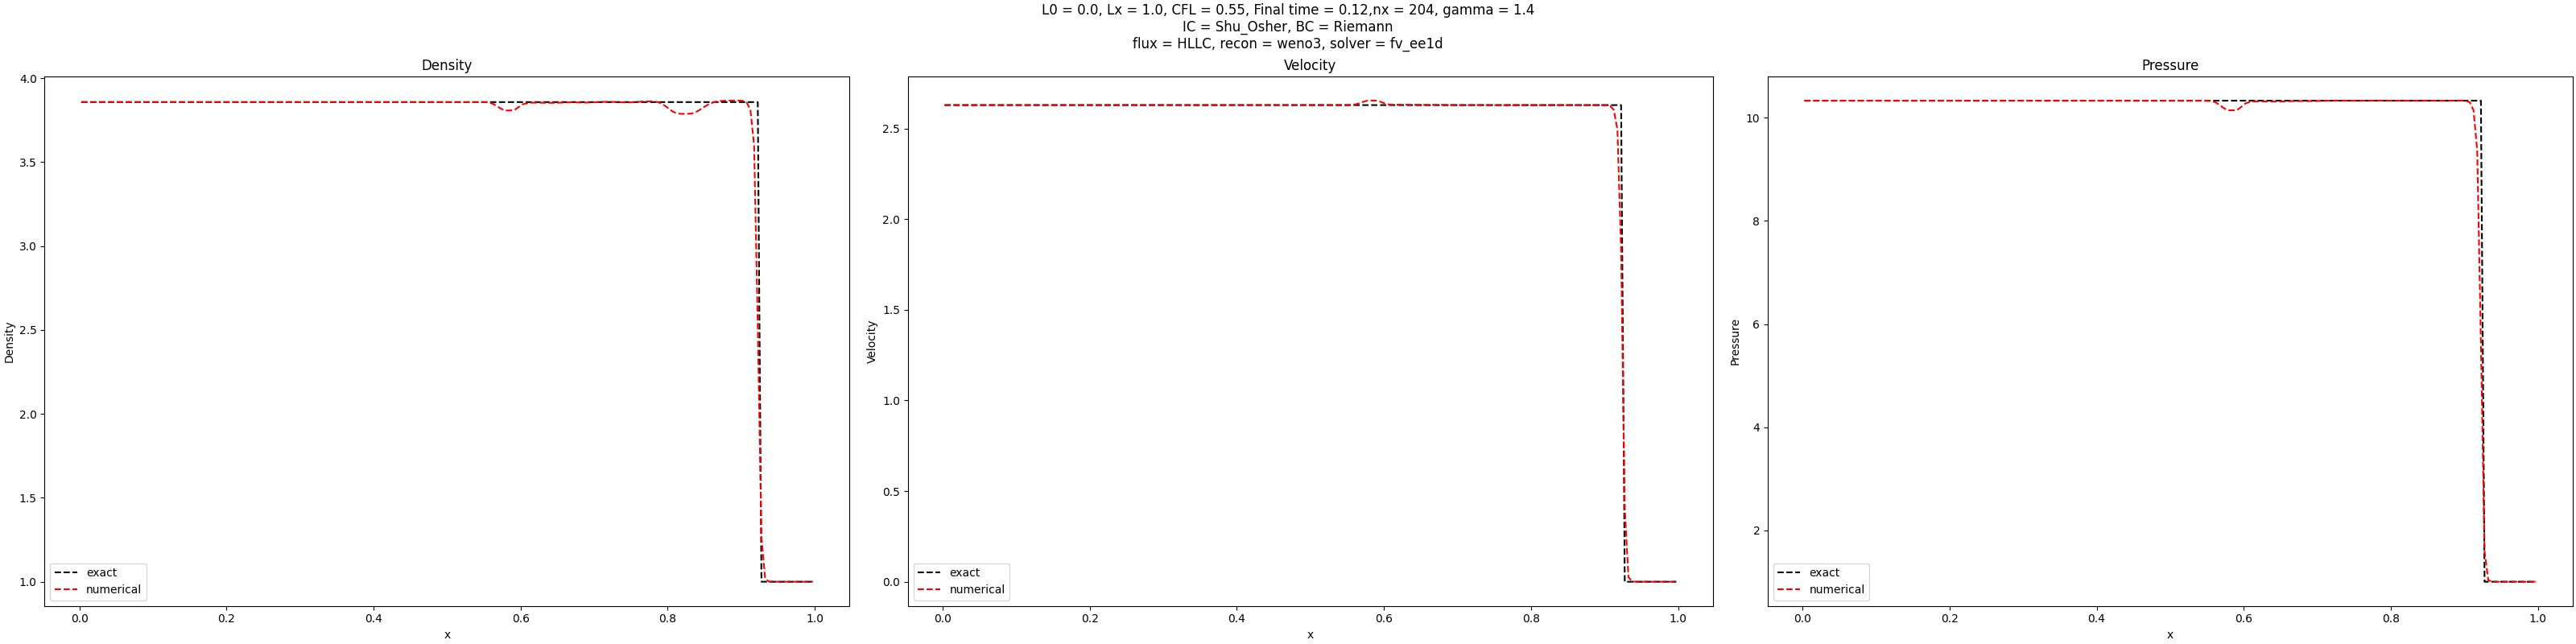 L0 = 0.0, Lx = 1.0, CFL = 0.55, Final time = 0.12,nx = 204, gamma = 1.4
IC = Shu_Osher, BC = Riemann
flux = HLLC, recon = weno3, solver = fv_ee1d
Density
4.0
3.5
3.0
2.5
2.0
1.5
1.0
Density
exact
numerical
0.0 0.2 0.4 0.6 0.8 1.0
x
Velocity
2.5
2.0
1.5
1.0
0.5
0.0
Velocity
exact
numerical
0.0 0.2 0.4 0.6 0.8 1.0
x
Pressure
10
8
6
4
2
Pressure
exact
numerical
0.0 0.2 0.4 0.6 0.8 1.0
x